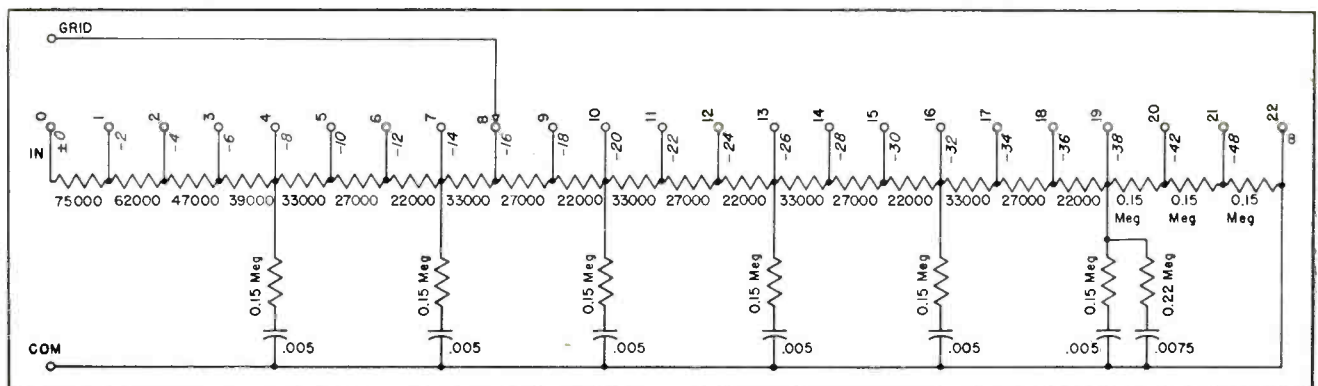 GRID
0 1 2 3 4 5 6 7 8 9 10 11 12 13 14 15 16 17 18 19 20 21 22
IN ±0 -2 -4 -6 -8 -10 -12 -14 -16 -18 -20 -22 -24 -26 -28 -30 -32 -34 -36 -38 -42 -48 8
75000 62000 47000 39000 33000 27000 22000 33000 27000 22000 33000 27000 22000 33000 27000 22000 33000 27000 22000 0.15 Meg 0.15 Meg 0.15 Meg
0.15 Meg 0.15 Meg 0.15 Meg 0.15 Meg 0.15 Meg 0.15 Meg 0.22 Meg
COM .005 .005 .005 .005 .005 .005 .0075